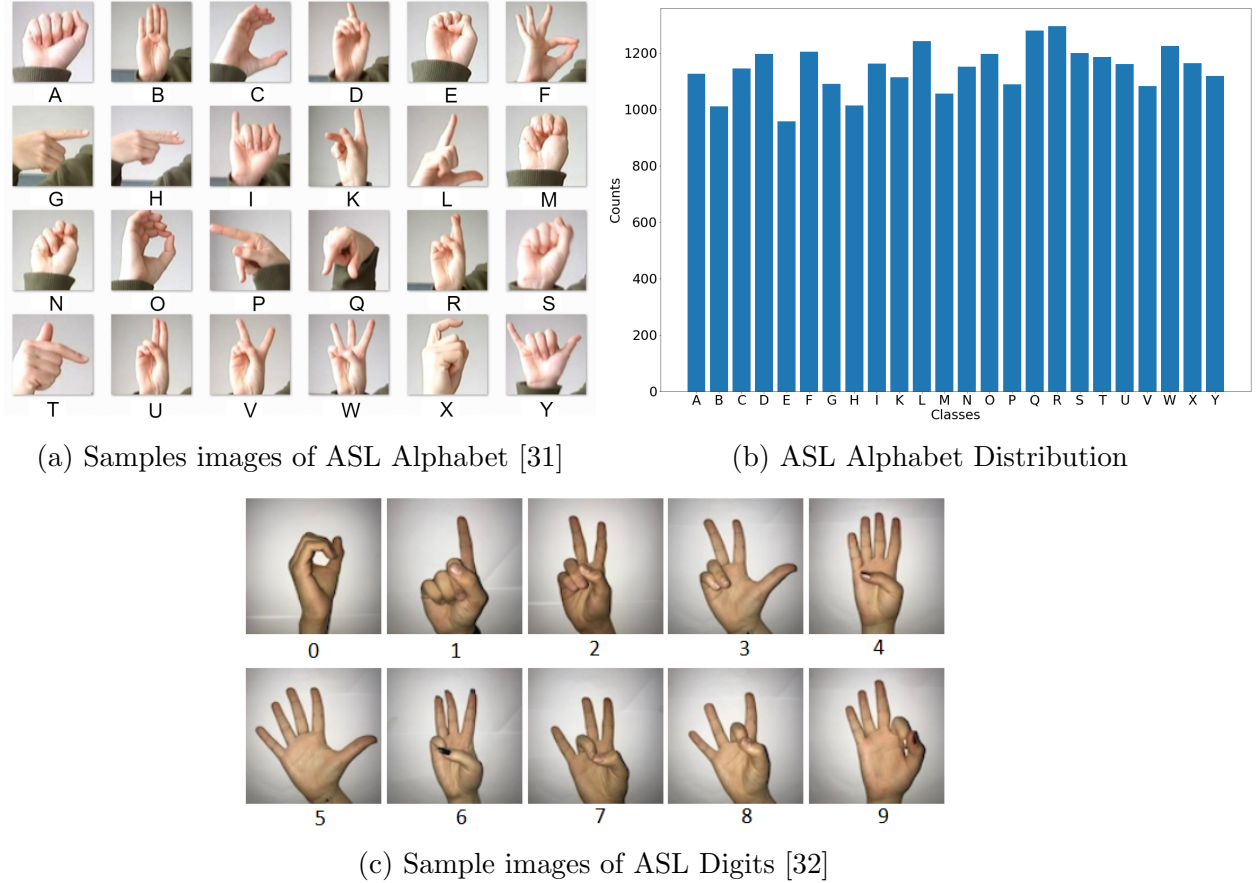 A B C D E F
G H I K L M
N O P Q R S
T U V W X Y
(a) Samples images of ASL Alphabet [31]
1200
1000
800
600
400
200
0
Counts
A B C D E F G H I K L M N O P Q R S T U V W X Y
Classes
(b) ASL Alphabet Distribution
0 1 2 3 4
5 6 7 8 9
(c) Sample images of ASL Digits [32]